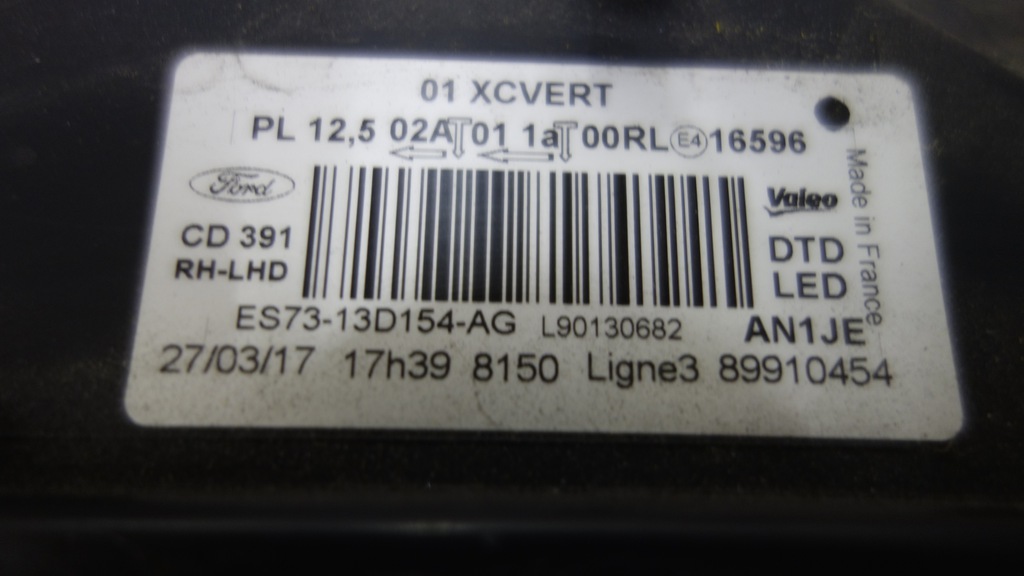 01 XCVERT
PL 12,5 02A 01 1a 00RL E4 16596
Ford
Valeo
Made in France
CD 391
RH-LHD
DTD
LED
ES73-13D154-AG L90130682 AN1JE
27/03/17 17h39 8150 Ligne3 89910454